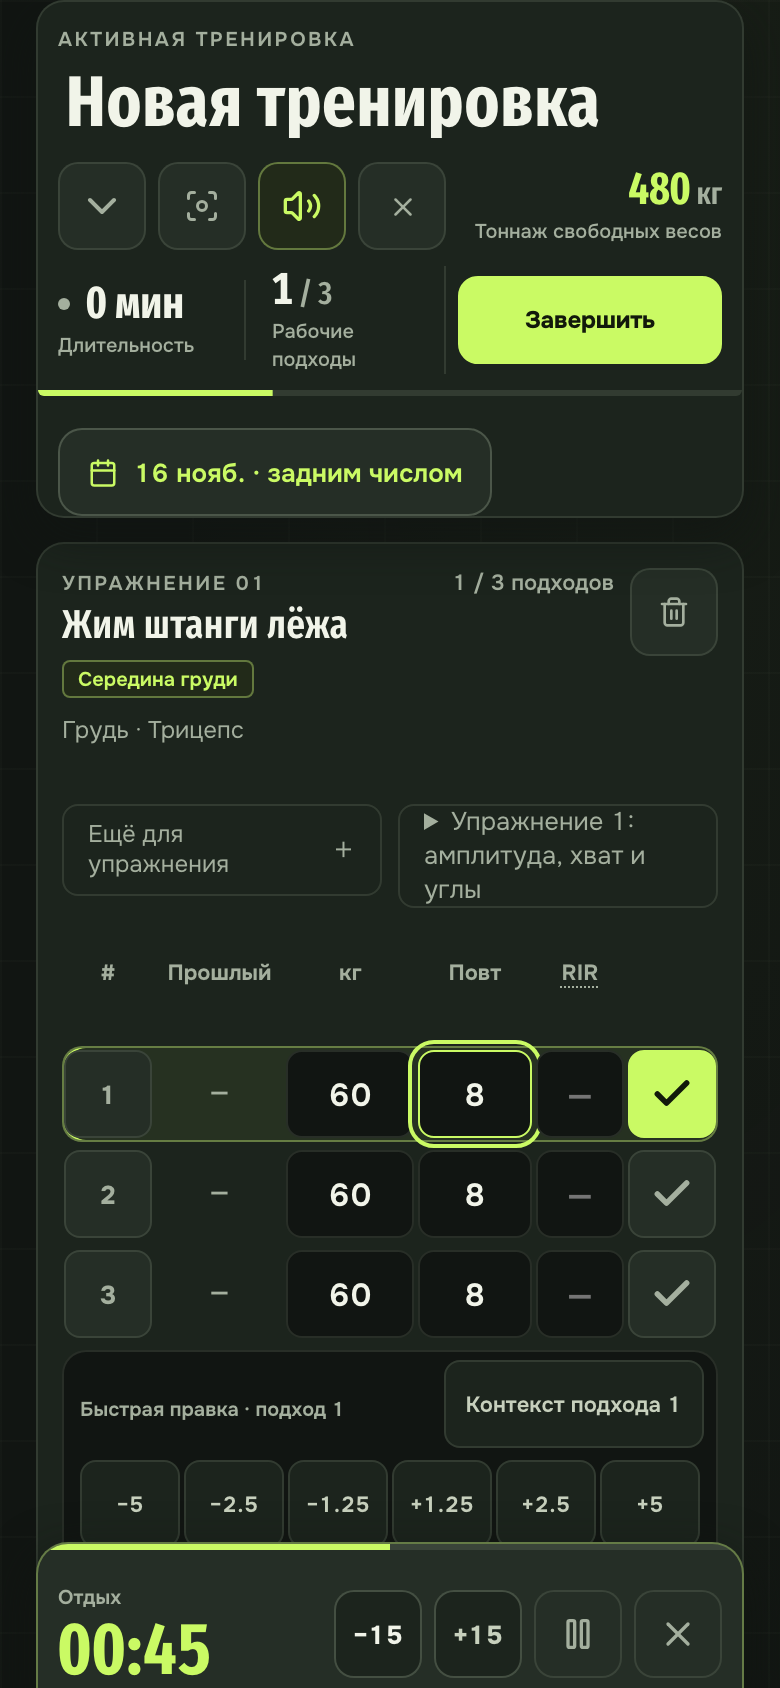 АКТИВНАЯ ТРЕНИРОВКА
Новая тренировка
480 кг
Тоннаж свободных весов
0 мин
Длительность
1 / 3
Рабочие
подходы
Завершить
16 нояб. · задним числом
УПРАЖНЕНИЕ 01
1 / 3 подходов
Жим штанги лёжа
Середина груди
Грудь · Трицепс
Ещё для
упражнения
+
▶ Упражнение 1:
амплитуда, хват и
углы
# Прошлый кг Повт RIR
1 – 60 8 —
2 – 60 8 —
3 – 60 8 —
Быстрая правка · подход 1
Контекст подхода 1
−5 −2.5 −1.25 +1.25 +2.5 +5
Отдых
00:45
−15 +15